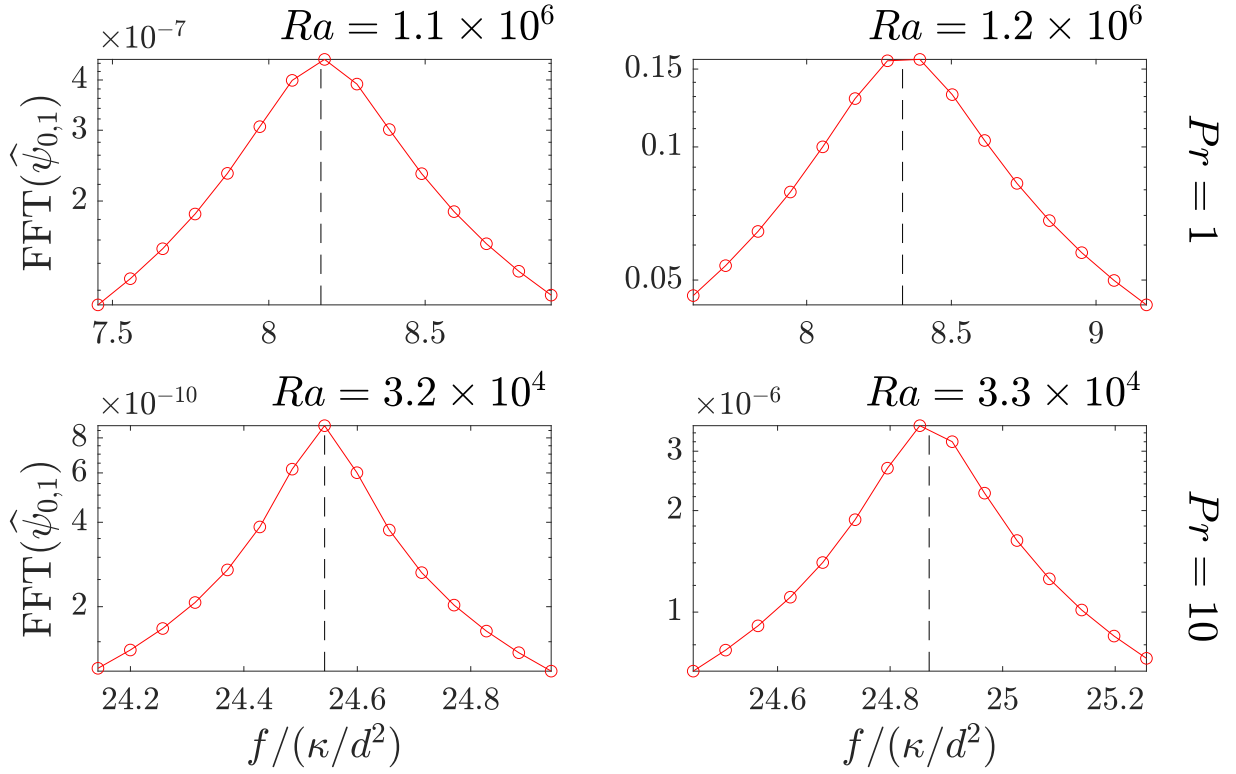 ×10⁻⁷ Ra = 1.1 × 10⁶
FFT(ψ̂₀,₁)
4
3
2
7.5 8 8.5
Ra = 1.2 × 10⁶
0.15
0.1
0.05
8 8.5 9
Pr = 1
×10⁻¹⁰ Ra = 3.2 × 10⁴
FFT(ψ̂₀,₁)
8
6
4
2
24.2 24.4 24.6 24.8
f/(κ/d²)
×10⁻⁶ Ra = 3.3 × 10⁴
3
2
1
24.6 24.8 25 25.2
f/(κ/d²)
Pr = 10